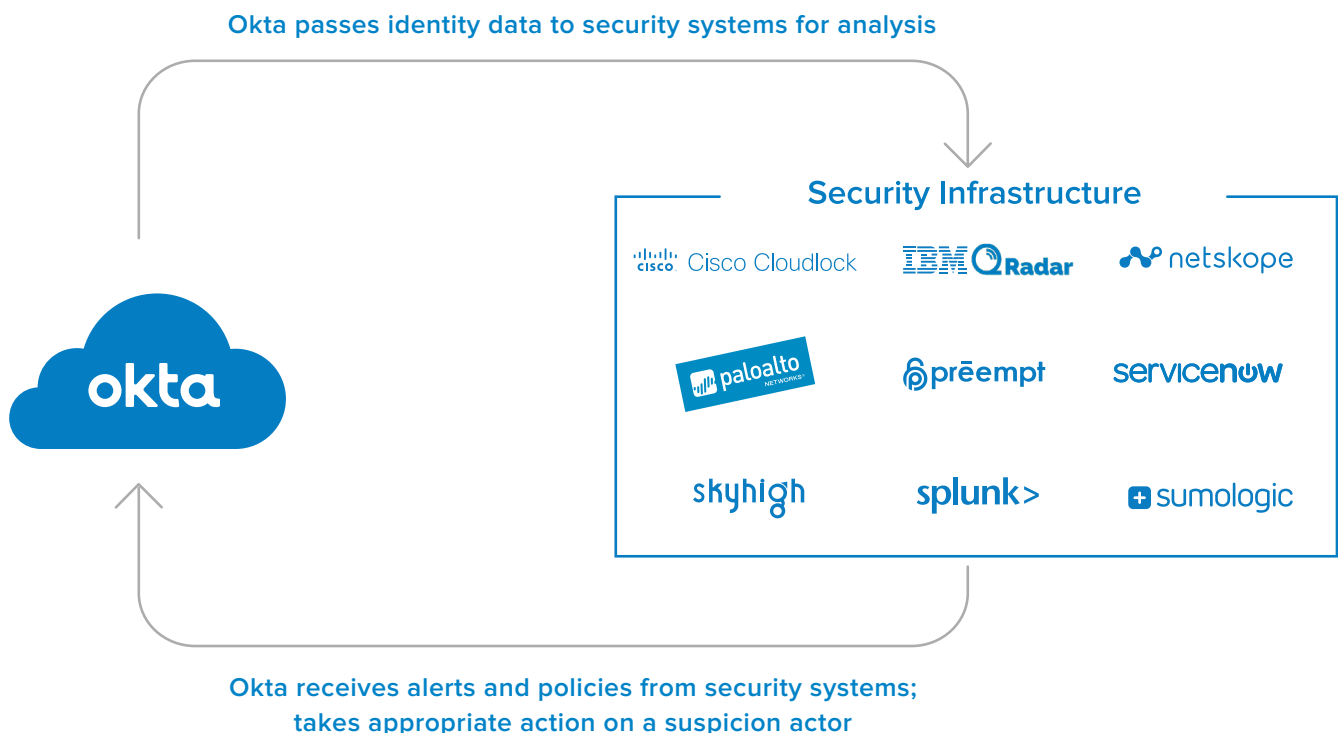 Okta passes identity data to security systems for analysis
Security Infrastructure
cisco. Cisco Cloudlock
IBM QRadar
netskope
okta
paloalto
NETWORKS®
prēempt
servicenow
skyhigh
splunk>
sumologic
Okta receives alerts and policies from security systems;
takes appropriate action on a suspicion actor